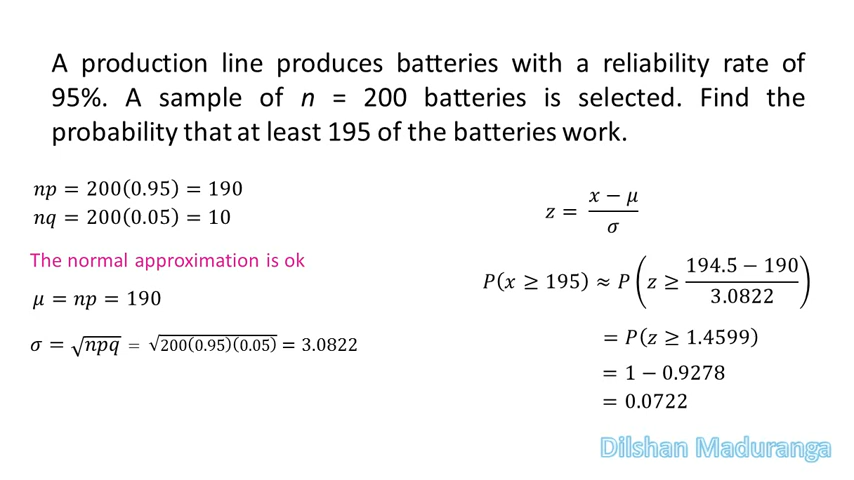 A production line produces batteries with a reliability rate of
95%. A sample of n = 200 batteries is selected. Find the
probability that at least 195 of the batteries work.
np = 200(0.95) = 190
nq = 200(0.05) = 10
The normal approximation is ok
μ = np = 190
σ = √npq = √200(0.95)(0.05) = 3.0822
z = (x − μ)/σ
P(x ≥ 195) ≈ P(z ≥ (194.5 − 190)/3.0822)
= P(z ≥ 1.4599)
= 1 − 0.9278
= 0.0722
Dilshan Maduranga